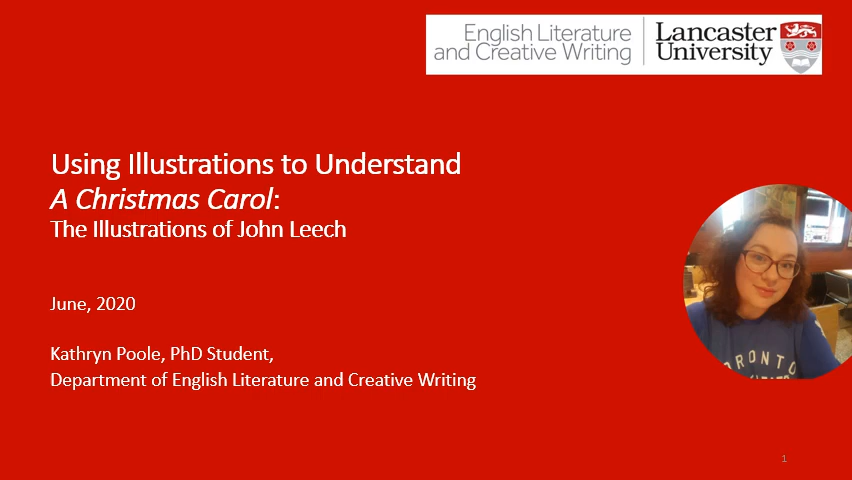 English Literature
and Creative Writing
Lancaster
University
Using Illustrations to Understand
A Christmas Carol:
The Illustrations of John Leech
June, 2020
Kathryn Poole, PhD Student,
Department of English Literature and Creative Writing
TORONTO
1